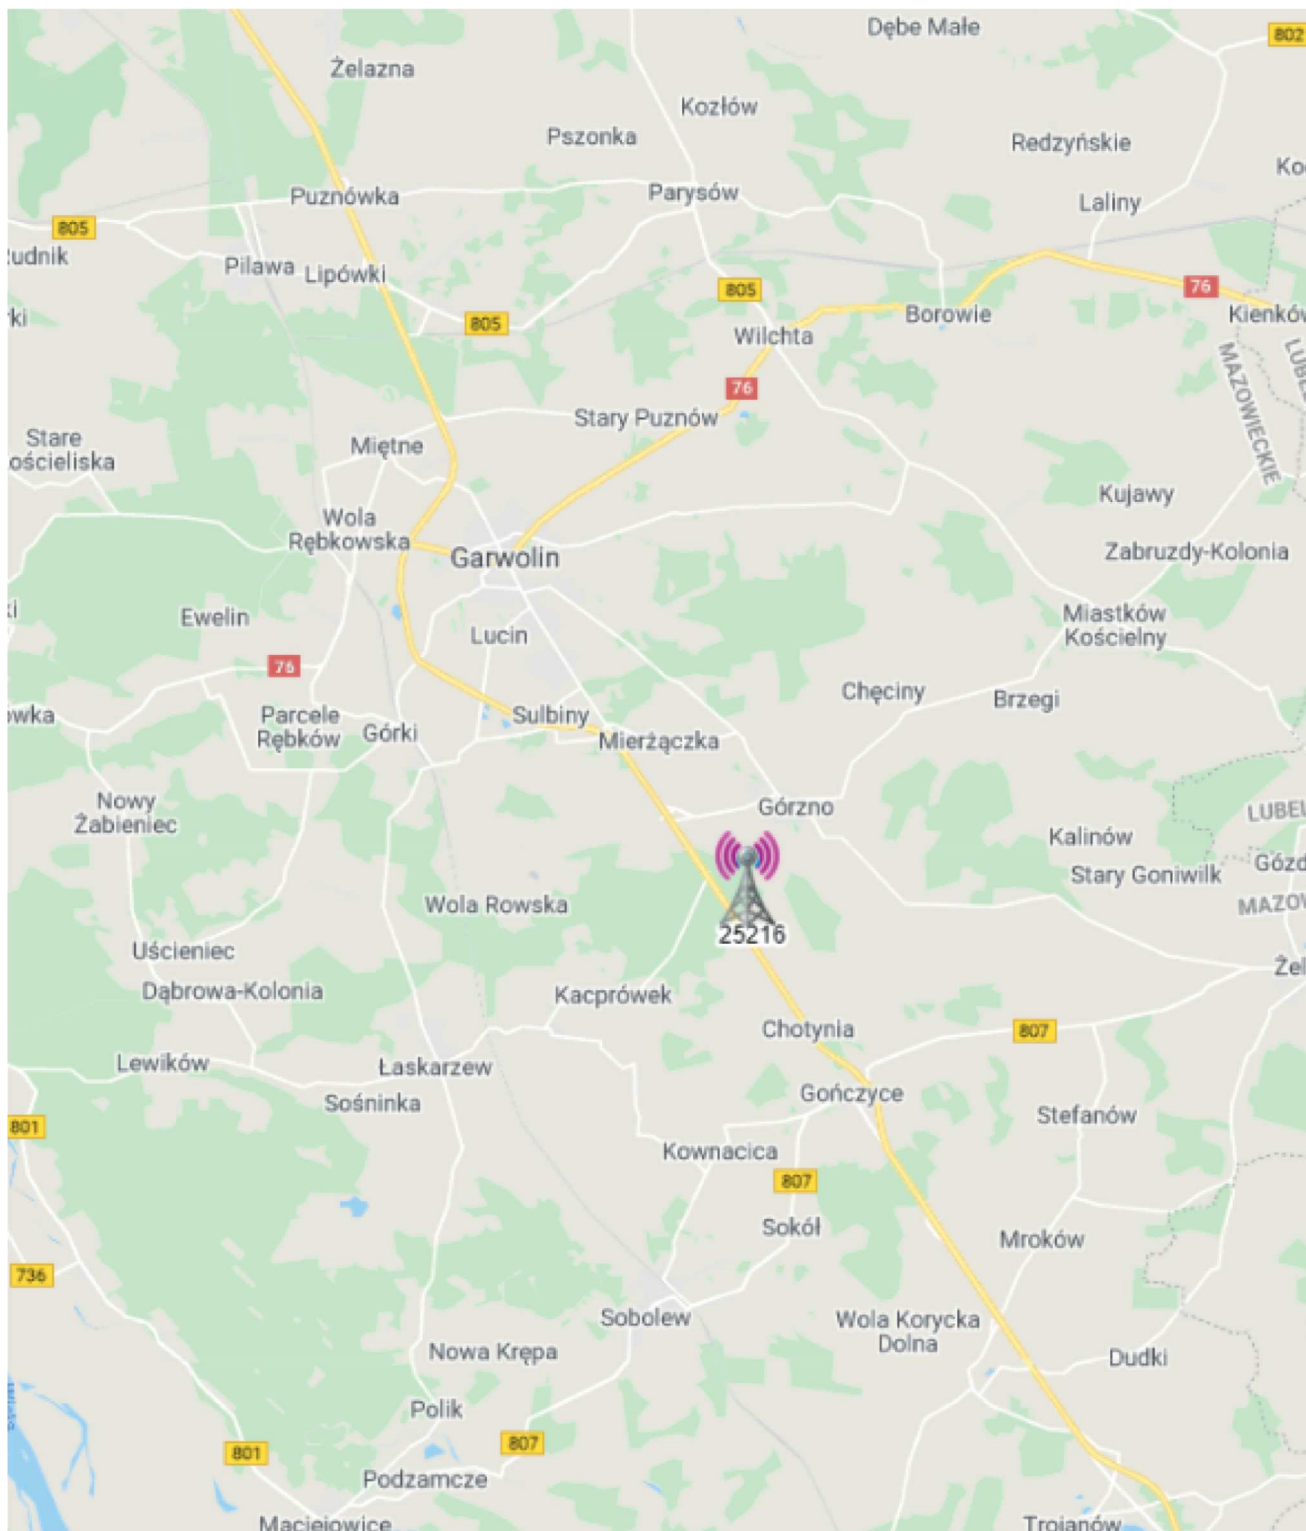 Dębe Małe
802
Żelazna
Kozłów
Pszonka
Redzyńskie
Puznówka
Parysów
Laliny
805
Pilawa
Lipówki
805
76
805
Borowie
Wilchta
76
MAZOWIECKIE
Stary Puznów
Stare
Miętne
Kujawy
Wola
Rębkowska
Garwolin
Zabruzdy-Kolonia
Ewelin
Miastków
Kościelny
Lucin
76
Chęciny
Brzegi
Parcele
Rębków
Górki
Sulbiny
Mierżączka
Nowy
Żabieniec
Górzno
Kalinów
Stary Goniwilk
Wola Rowska
25216
Uścieniec
Dąbrowa-Kolonia
Kacprówek
Chotynia
807
Lewików
Łaskarzew
Sośninka
Gończyce
Stefanów
801
Kownacica
807
Sokół
Mroków
736
Sobolew
Wola Korycka
Dolna
Nowa Krępa
Dudki
Polik
801
807
Podzamcze
Maciejowice
Trojanów